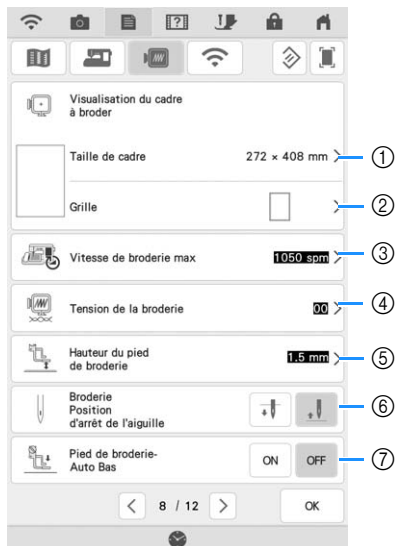 Visualisation du cadre
à broder
Taille de cadre 272 × 408 mm ①
Grille ②
Vitesse de broderie max 1050 spm ③
Tension de la broderie 00 ④
Hauteur du pied
de broderie 1.5 mm ⑤
Broderie
Position
d'arrêt de l'aiguille ⑥
Pied de broderie-
Auto Bas ON OFF ⑦
8 / 12 OK